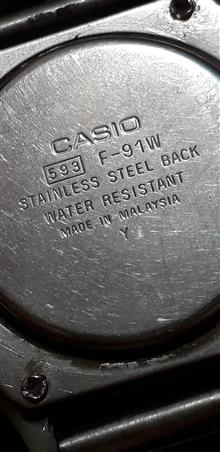 CASIO
593 F-91W
STAINLESS STEEL BACK
WATER RESISTANT
MADE IN MALAYSIA
Y